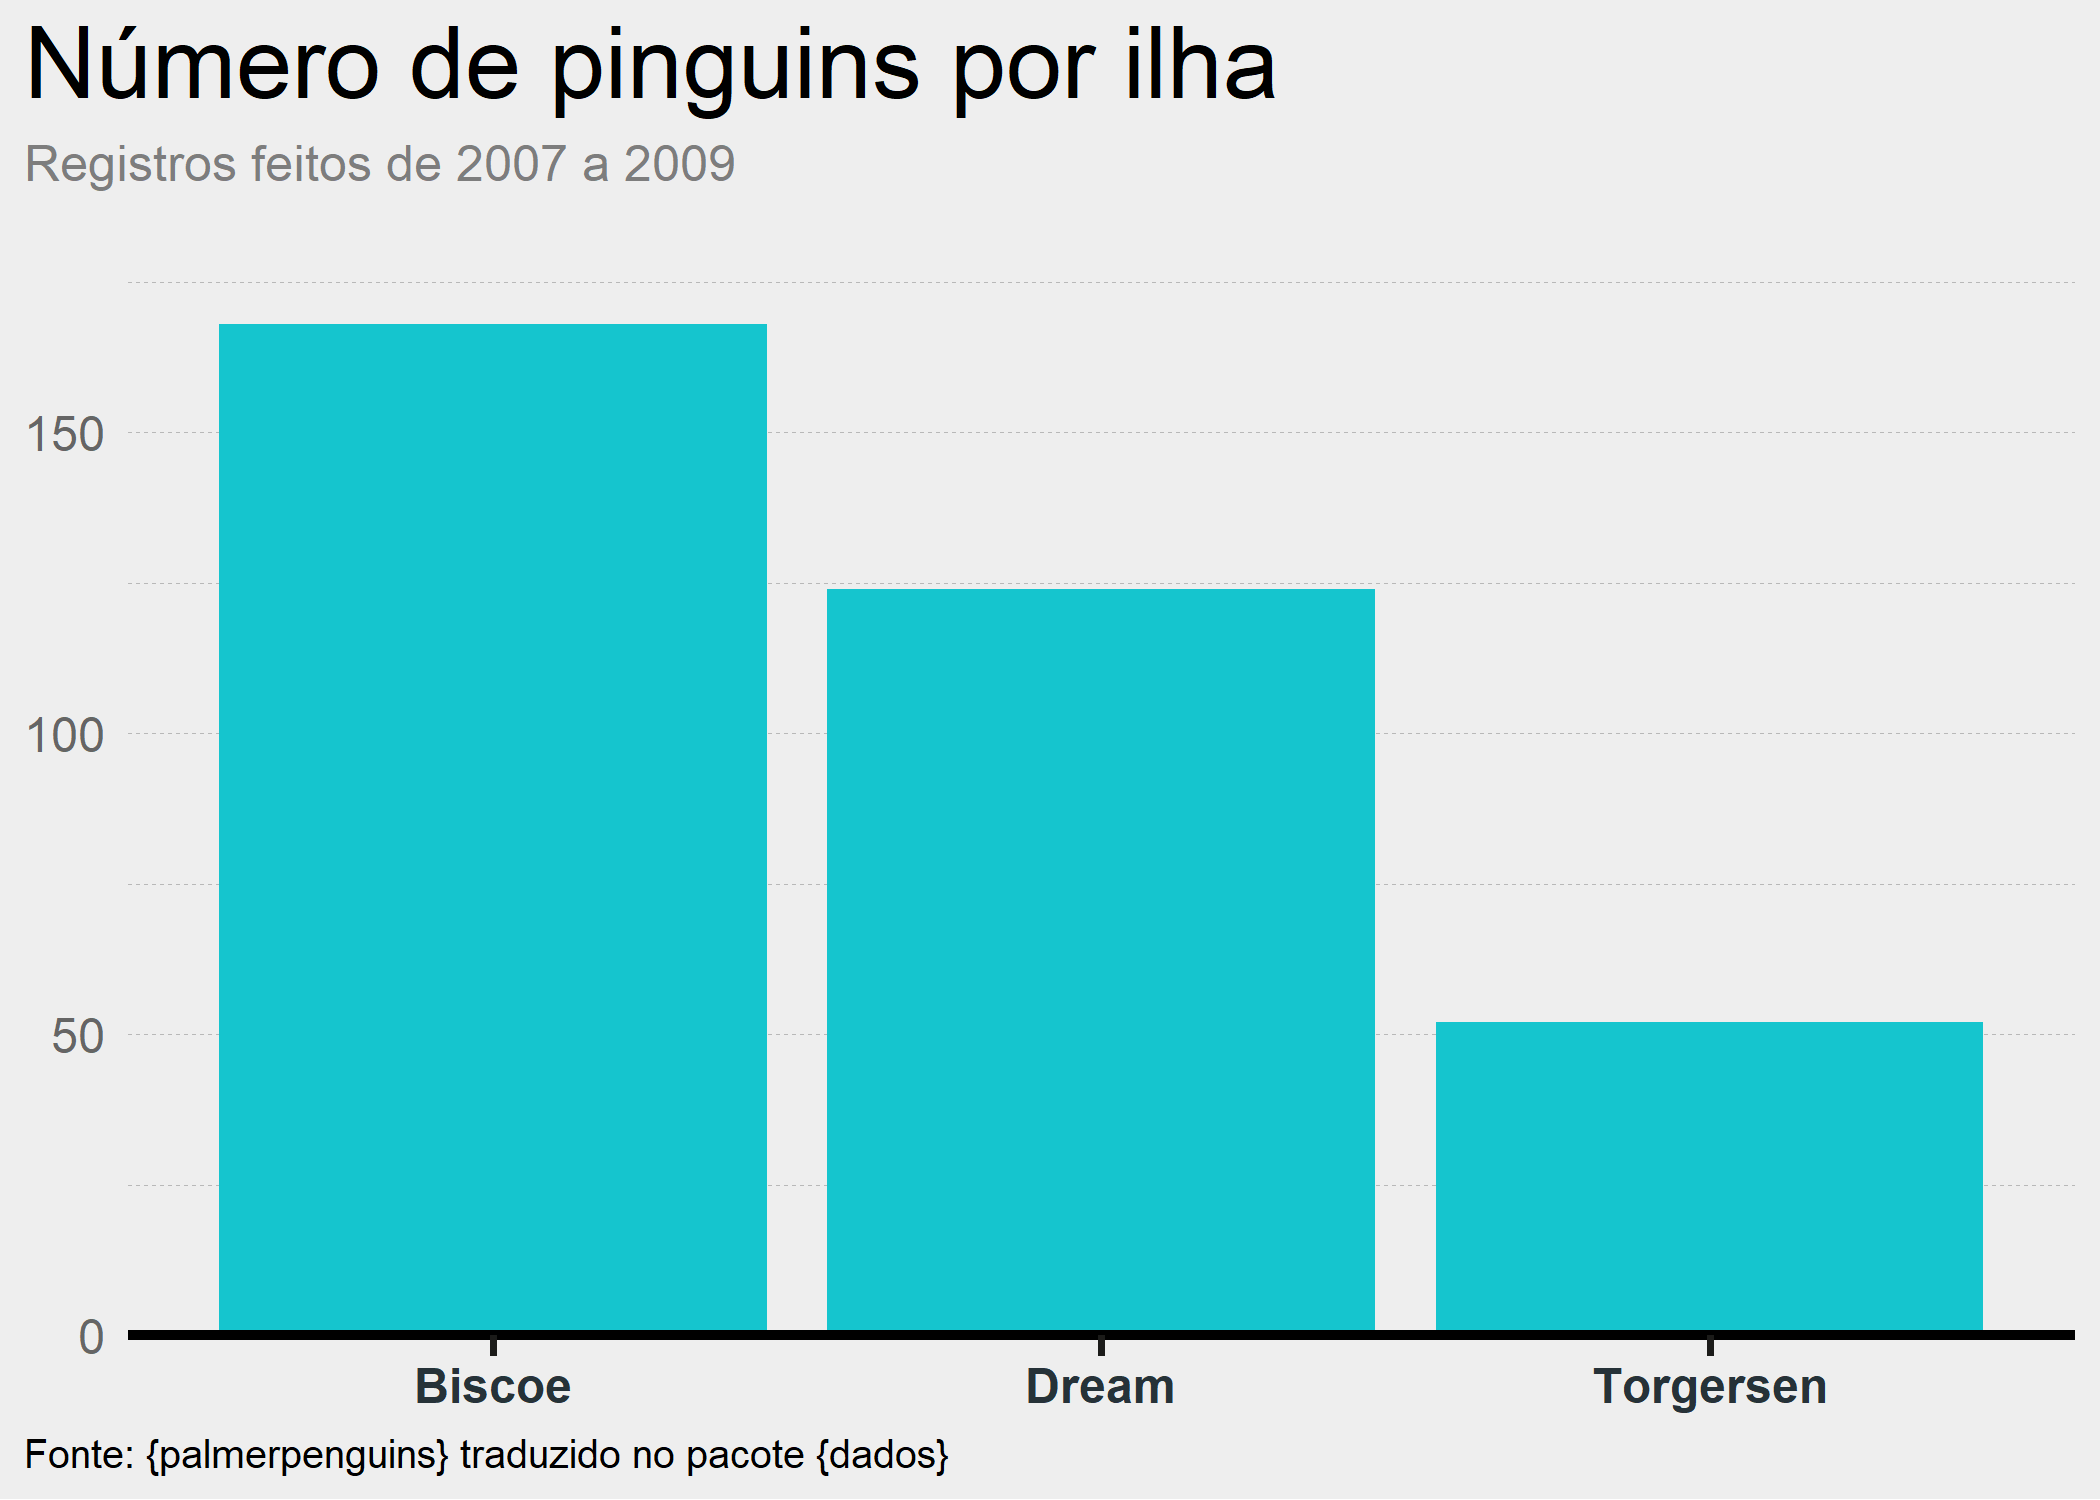 Número de pinguins por ilha
Registros feitos de 2007 a 2009
150
100
50
0
Biscoe Dream Torgersen
Fonte: {palmerpenguins} traduzido no pacote {dados}